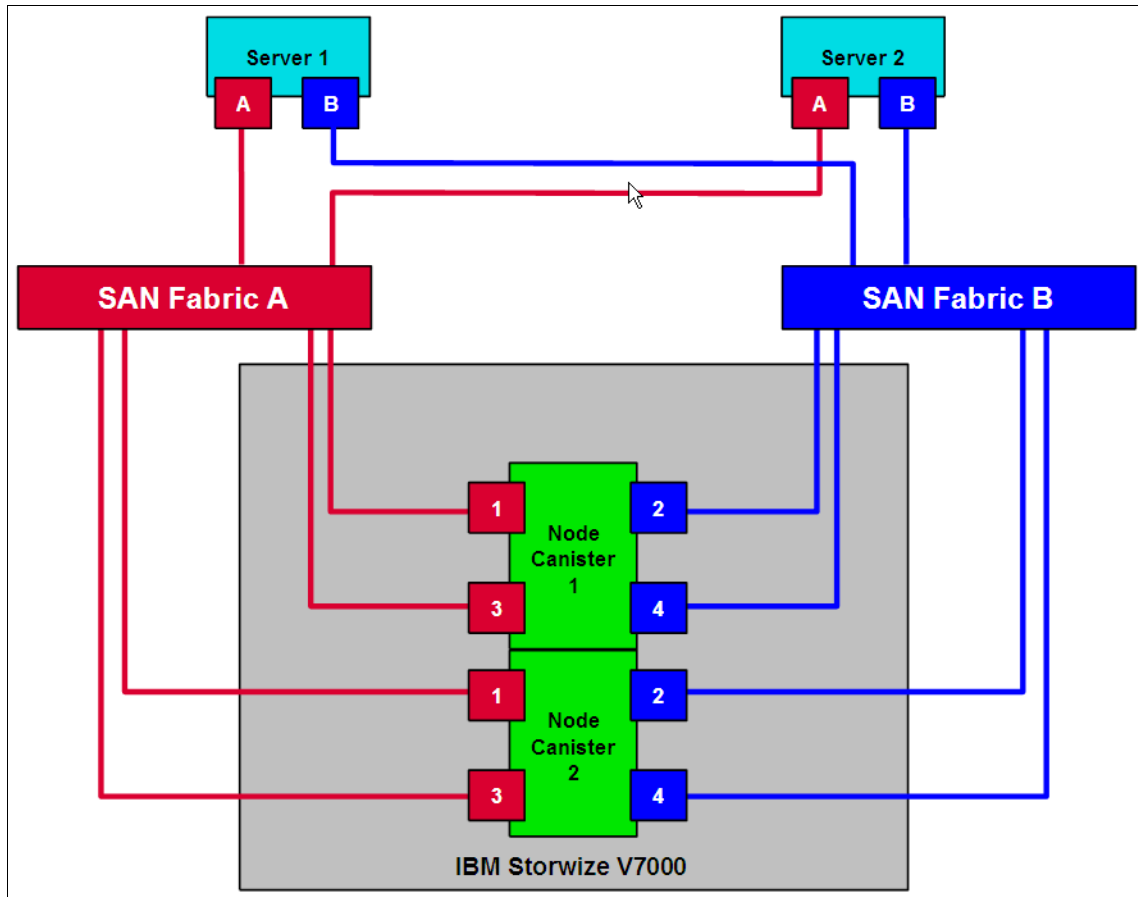 Server 1
Server 2
A
B
A
B
SAN Fabric A
SAN Fabric B
1
Node
Canister
1
2
3
4
1
Node
Canister
2
2
3
4
IBM Storwize V7000